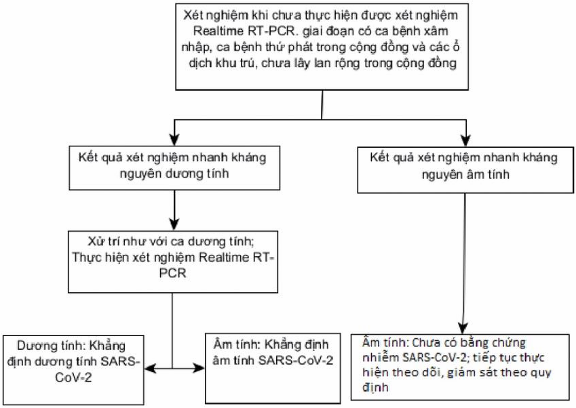 Xét nghiệm khi chưa thực hiện được xét nghiệm
Realtime RT-PCR. giai đoạn có ca bệnh xâm
nhập, ca bệnh thứ phát trong cộng đồng và các ổ
dịch khu trú, chưa lây lan rộng trong cộng đồng
Kết quả xét nghiệm nhanh kháng
nguyên dương tính
Kết quả xét nghiệm nhanh kháng
nguyên âm tính
Xử trí như với ca dương tính;
Thực hiện xét nghiệm Realtime RT-
PCR
Dương tính: Khẳng
định dương tính SARS-
CoV-2
Âm tính: Khẳng định
âm tính SARS-CoV-2
Âm tính: Chưa có bằng chứng
nhiễm SARS-CoV-2; tiếp tục thực
hiện theo dõi, giám sát theo quy
định